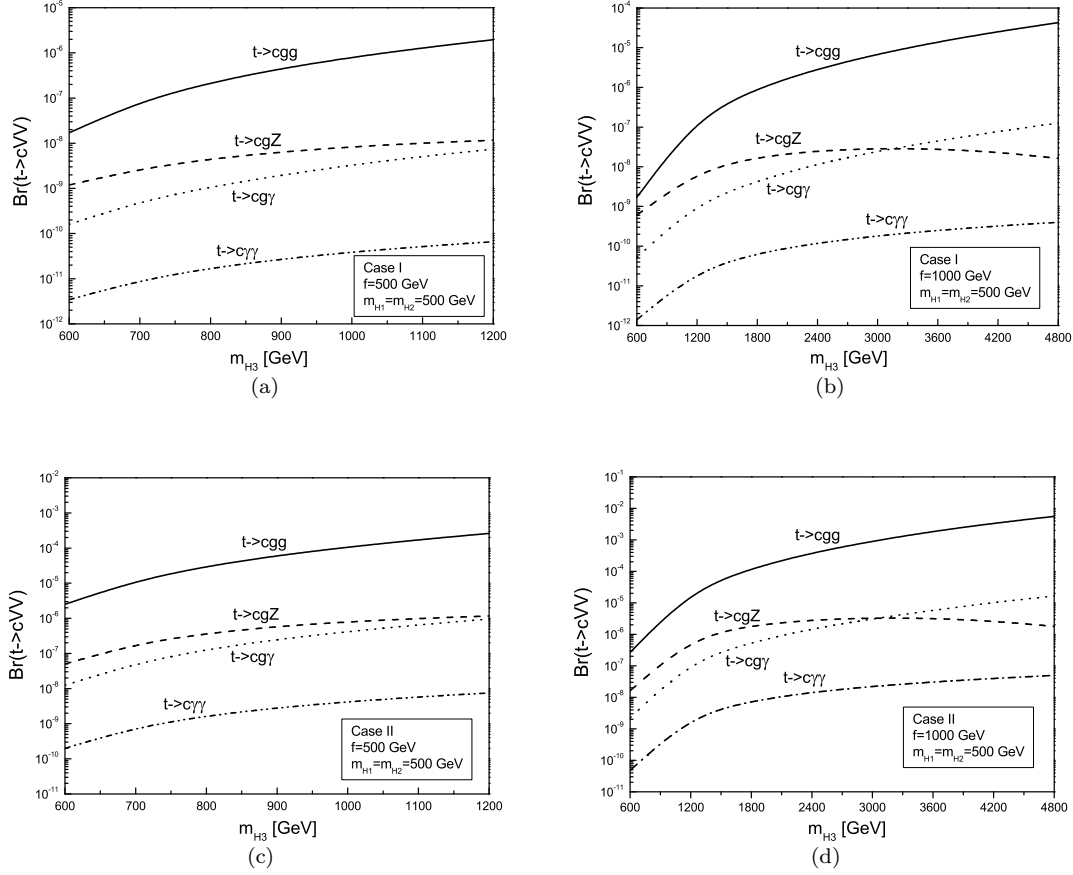 10^-5
10^-6
10^-7
10^-8
10^-9
10^-10
10^-11
10^-12
Br(t->cVV)
t->cgg
t->cgZ
t->cgγ
t->cγγ
Case I
f=500 GeV
m_H1=m_H2=500 GeV
600 700 800 900 1000 1100 1200
m_H3 [GeV]
(a)
10^-4
10^-5
10^-6
10^-7
10^-8
10^-9
10^-10
10^-11
10^-12
Br(t->cVV)
t->cgg
t->cgZ
t->cgγ
t->cγγ
Case I
f=1000 GeV
m_H1=m_H2=500 GeV
600 1200 1800 2400 3000 3600 4200 4800
m_H3 [GeV]
(b)
10^-2
10^-3
10^-4
10^-5
10^-6
10^-7
10^-8
10^-9
10^-10
10^-11
Br(t->cVV)
t->cgg
t->cgZ
t->cgγ
t->cγγ
Case II
f=500 GeV
m_H1=m_H2=500 GeV
600 700 800 900 1000 1100 1200
m_H3 [GeV]
(c)
10^-1
10^-2
10^-3
10^-4
10^-5
10^-6
10^-7
10^-8
10^-9
10^-10
10^-11
Br(t->cVV)
t->cgg
t->cgZ
t->cgγ
t->cγγ
Case II
f=1000 GeV
m_H1=m_H2=500 GeV
600 1200 1800 2400 3000 3600 4200 4800
m_H3 [GeV]
(d)